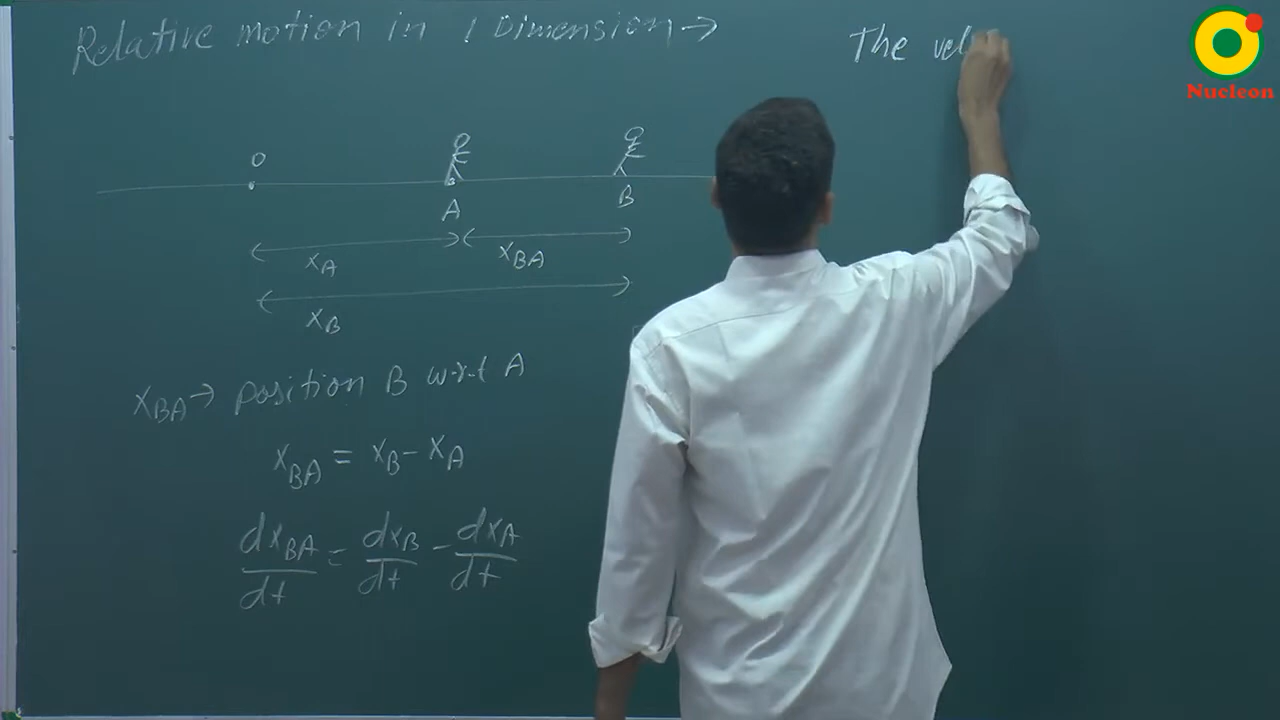 Relative motion in 1 Dimension →
O
A
B
x_A
x_BA
x_B
x_BA → position B w.r.t A
x_BA = x_B - x_A
dx_BA/dt = dx_B/dt - dx_A/dt
The vel
Nucleon